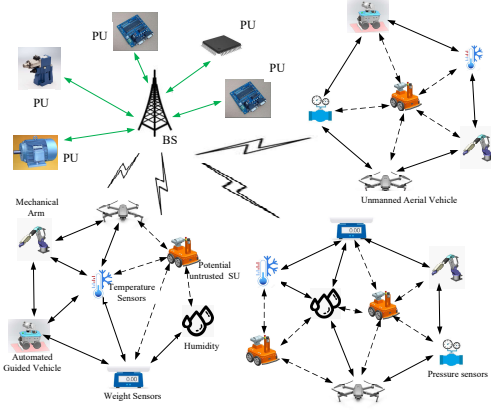 PU
PU
PU
PU
PU
BS
Unmanned Aerial Vehicle
Mechanical
Arm
Potential
untrusted SU
Temperature
Sensors
Humidity
Automated
Guided Vehicle
Weight Sensors
Pressure sensors
0.00
0.00